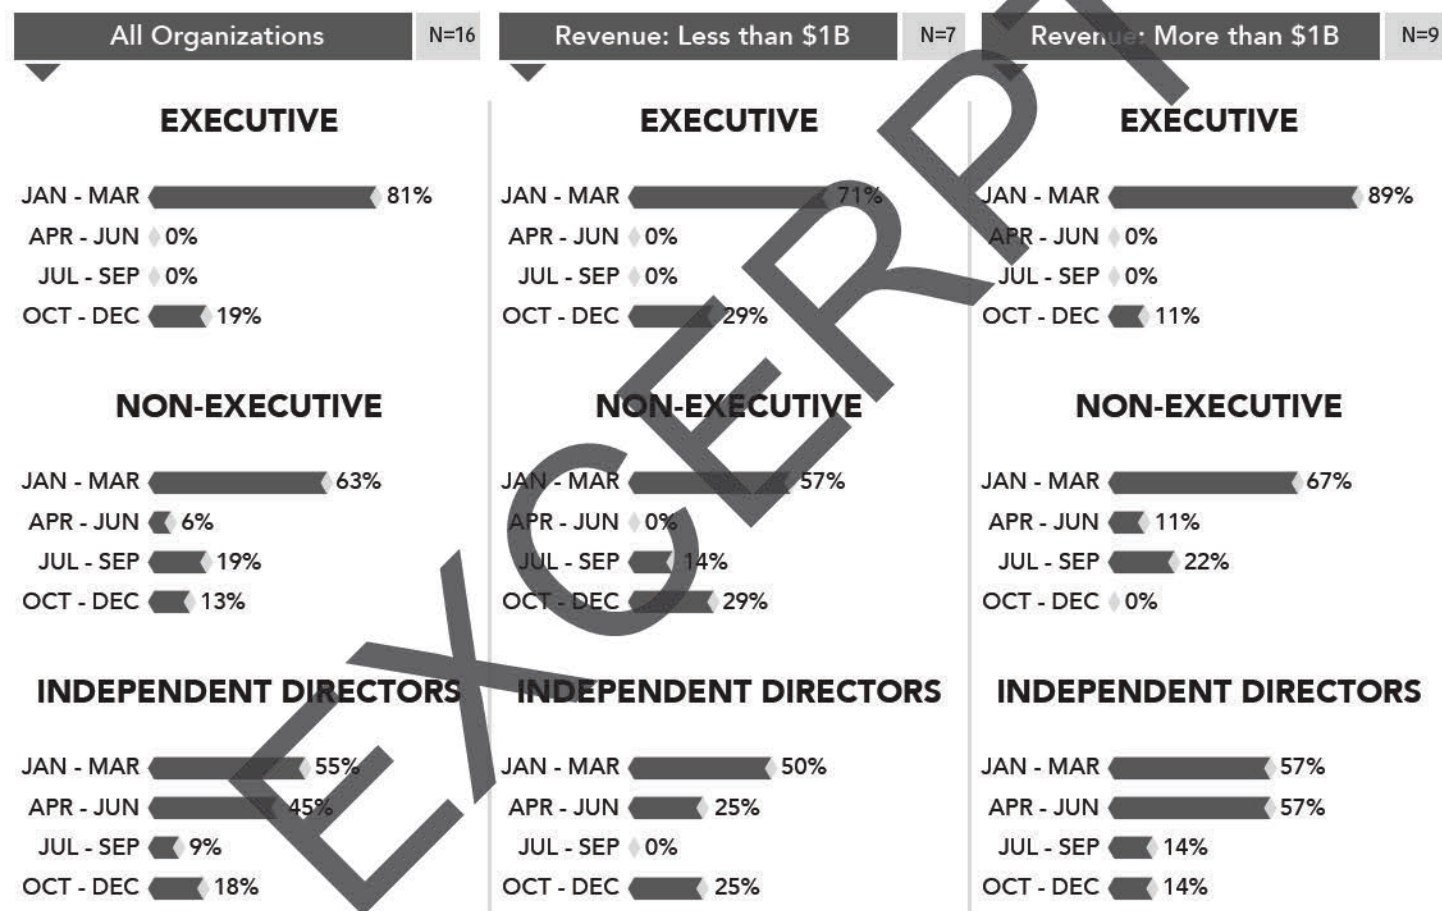 All Organizations N=16
EXECUTIVE
JAN - MAR 81%
APR - JUN 0%
JUL - SEP 0%
OCT - DEC 19%
NON-EXECUTIVE
JAN - MAR 63%
APR - JUN 6%
JUL - SEP 19%
OCT - DEC 13%
INDEPENDENT DIRECTORS
JAN - MAR 55%
APR - JUN 45%
JUL - SEP 9%
OCT - DEC 18%
Revenue: Less than $1B N=7
EXECUTIVE
JAN - MAR 71%
APR - JUN 0%
JUL - SEP 0%
OCT - DEC 29%
NON-EXECUTIVE
JAN - MAR 57%
APR - JUN 0%
JUL - SEP 14%
OCT - DEC 29%
INDEPENDENT DIRECTORS
JAN - MAR 50%
APR - JUN 25%
JUL - SEP 0%
OCT - DEC 25%
Revenue: More than $1B N=9
EXECUTIVE
JAN - MAR 89%
APR - JUN 0%
JUL - SEP 0%
OCT - DEC 11%
NON-EXECUTIVE
JAN - MAR 67%
APR - JUN 11%
JUL - SEP 22%
OCT - DEC 0%
INDEPENDENT DIRECTORS
JAN - MAR 57%
APR - JUN 57%
JUL - SEP 14%
OCT - DEC 14%
EXCERPT